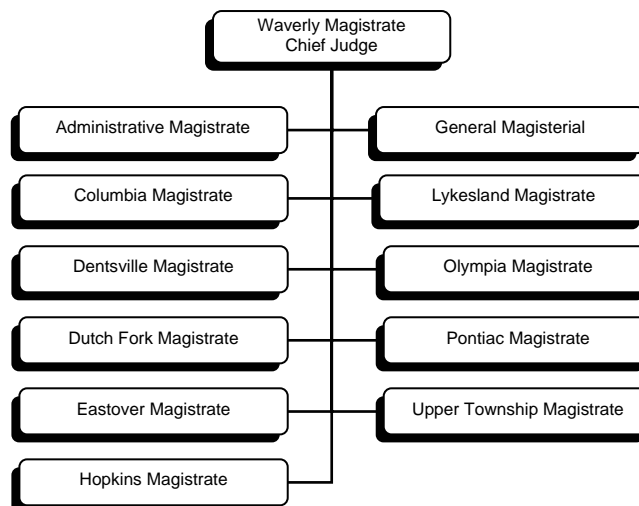 Waverly Magistrate
Chief Judge
Administrative Magistrate
General Magisterial
Columbia Magistrate
Lykesland Magistrate
Dentsville Magistrate
Olympia Magistrate
Dutch Fork Magistrate
Pontiac Magistrate
Eastover Magistrate
Upper Township Magistrate
Hopkins Magistrate